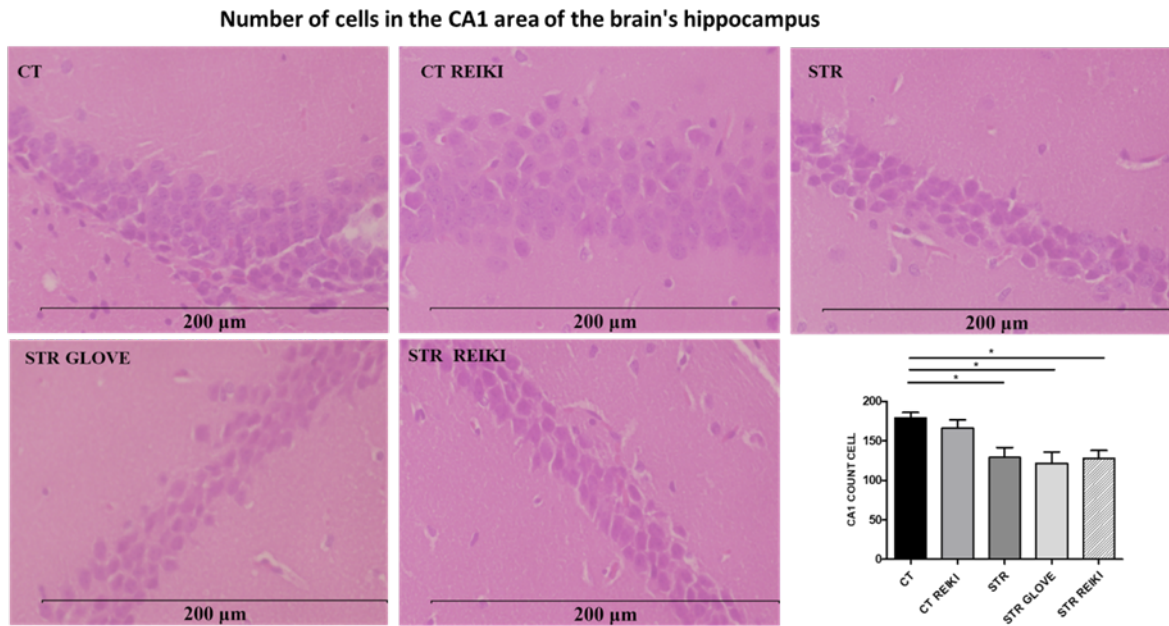 Number of cells in the CA1 area of the brain's hippocampus
CT
CT REIKI
STR
200 µm
200 µm
200 µm
STR GLOVE
STR REIKI
200 µm
200 µm
*
*
*
CA1 COUNT CELL
200
150
100
50
0
CT
CT REIKI
STR
STR GLOVE
STR REIKI